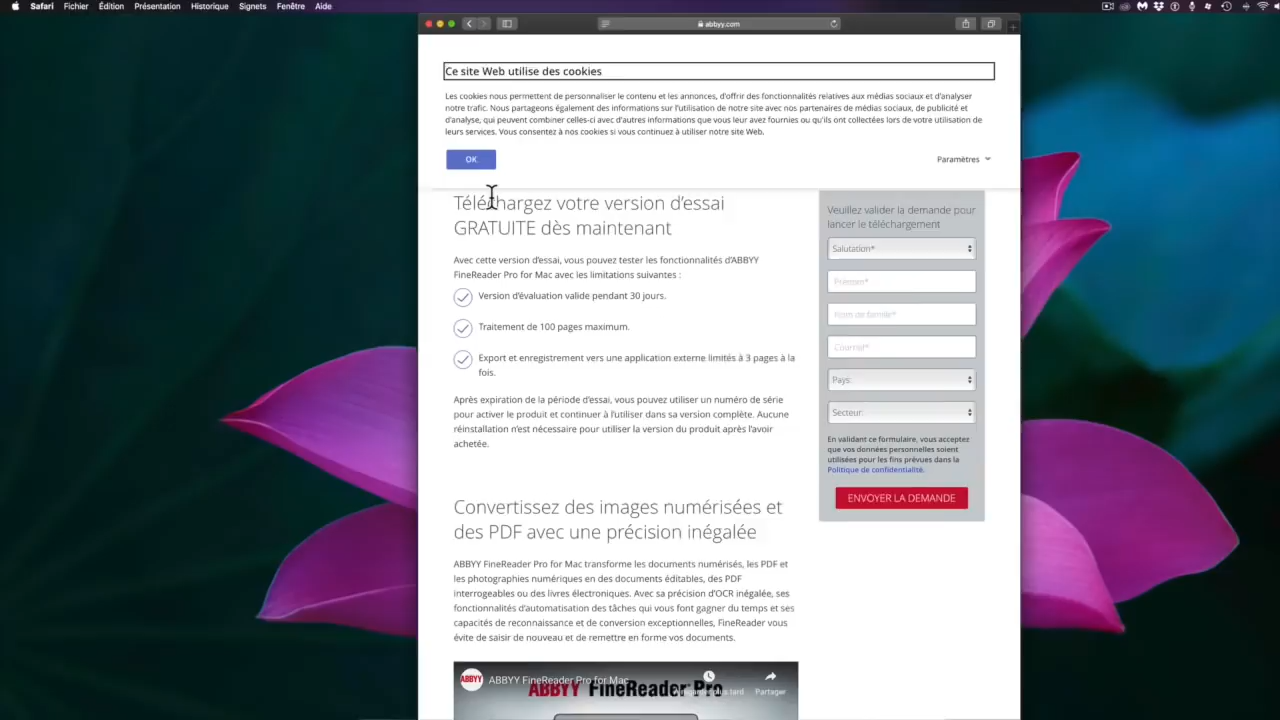 Safari Fichier Édition Présentation Historique Signets Fenêtre Aide
abbyy.com
Ce site Web utilise des cookies
Les cookies nous permettent de personnaliser le contenu et les annonces, d'offrir des fonctionnalités relatives aux médias sociaux et d'analyser
notre trafic. Nous partageons également des informations sur l'utilisation de notre site avec nos partenaires de médias sociaux, de publicité et
d'analyse, qui peuvent combiner celles-ci avec d'autres informations que vous leur avez fournies ou qu'ils ont collectées lors de votre utilisation de
leurs services. Vous consentez à nos cookies si vous continuez à utiliser notre site Web.
OK
Paramètres
Téléchargez votre version d'essai
GRATUITE dès maintenant
Avec cette version d'essai, vous pouvez tester les fonctionnalités d'ABBYY
FineReader Pro for Mac avec les limitations suivantes :
Version d'évaluation valide pendant 30 jours.
Traitement de 100 pages maximum.
Export et enregistrement vers une application externe limités à 3 pages à la
fois.
Après expiration de la période d'essai, vous pouvez utiliser un numéro de série
pour activer le produit et continuer à l'utiliser dans sa version complète. Aucune
réinstallation n'est nécessaire pour utiliser la version du produit après l'avoir
achetée.
Convertissez des images numérisées et
des PDF avec une précision inégalée
ABBYY FineReader Pro for Mac transforme les documents numérisés, les PDF et
les photographies numériques en des documents éditables, des PDF
interrogeables ou des livres électroniques. Avec sa précision d'OCR inégalée, ses
fonctionnalités d'automatisation des tâches qui vous font gagner du temps et ses
capacités de reconnaissance et de conversion exceptionnelles, FineReader vous
évite de saisir de nouveau et de remettre en forme vos documents.
ABBYY
ABBYY FineReader Pro for Mac
ABBYY FineReader Pro
À regarder plus tard
Partager
Veuillez valider la demande pour
lancer le téléchargement
Salutation*
Prénom*
Nom de famille*
Courriel*
Pays:
Secteur:
En validant ce formulaire, vous acceptez
que vos données personnelles soient
utilisées pour les fins prévues dans la
Politique de confidentialité.
ENVOYER LA DEMANDE